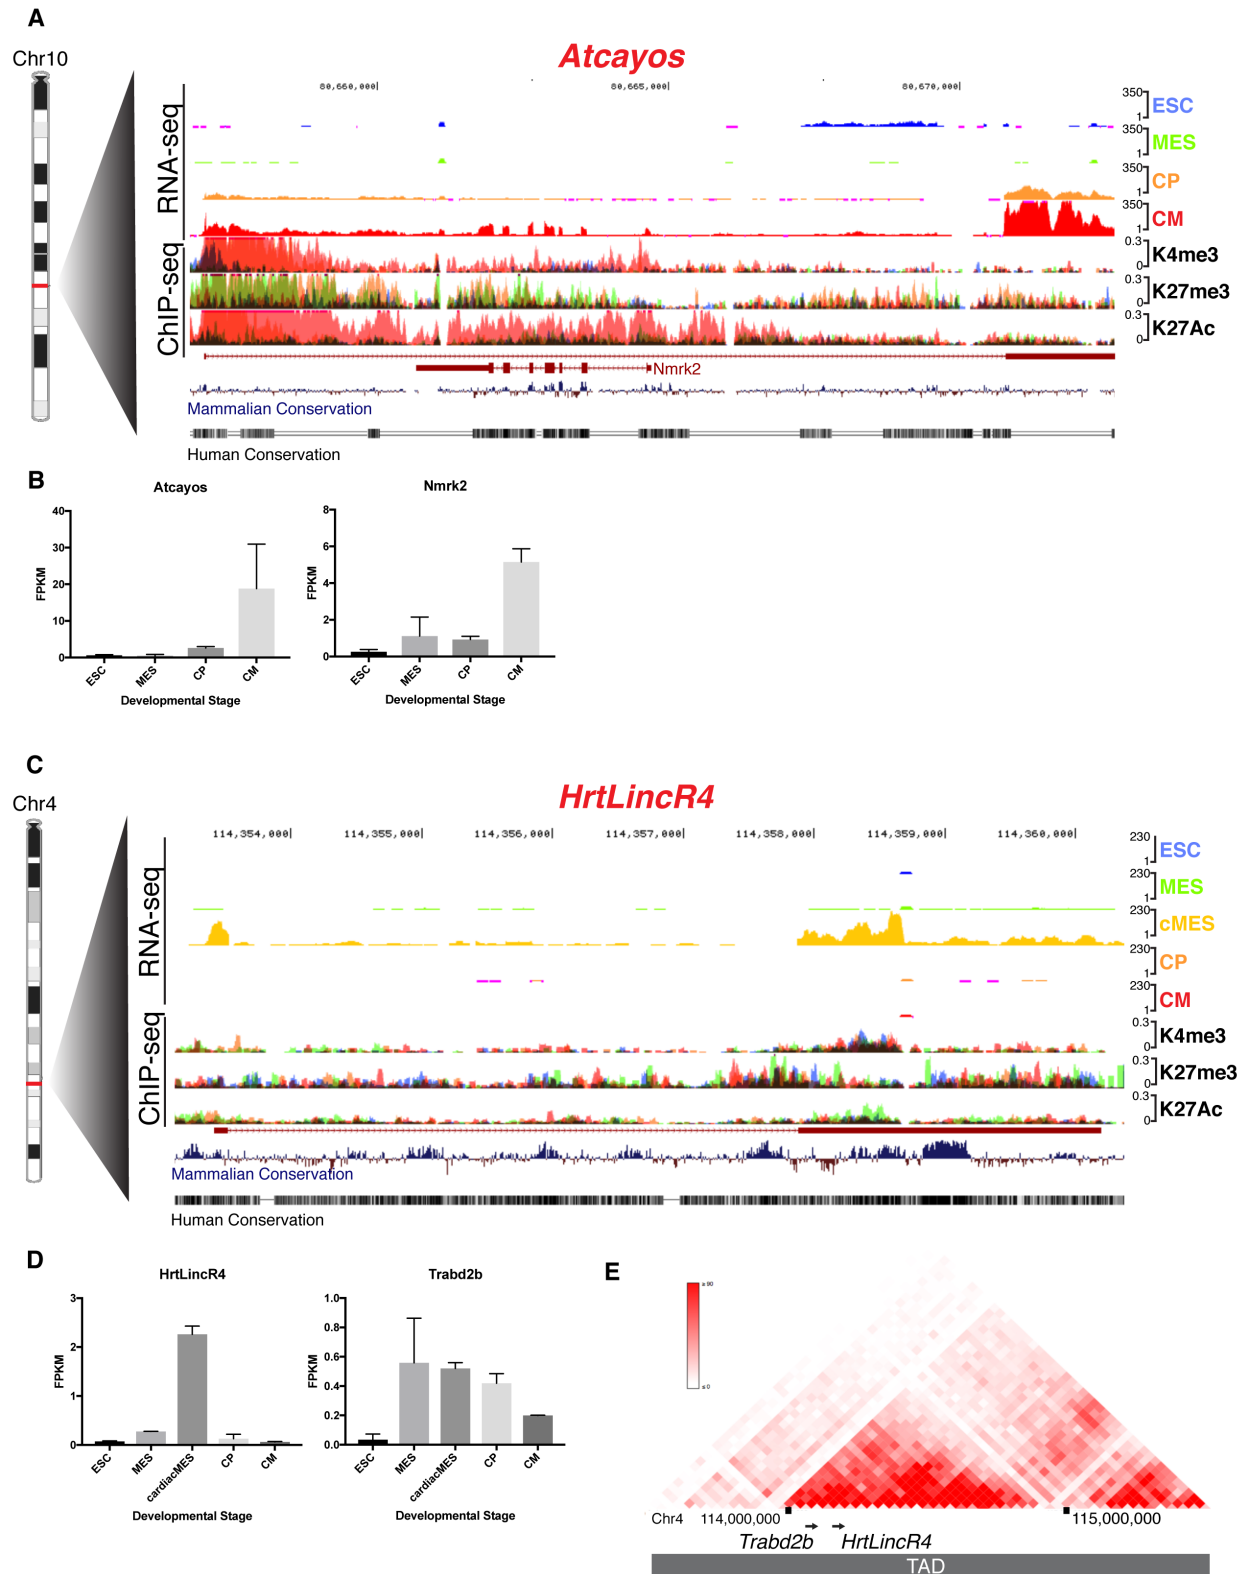 A
Chr10
Atcayos
80,660,000
80,665,000
80,670,000
RNA-seq
350
1
ESC
350
1
MES
350
1
CP
350
1
CM
ChIP-seq
0.3
0
K4me3
0.3
0
K27me3
0.3
0
K27Ac
Nmrk2
Mammalian Conservation
Human Conservation
B
Atcayos
FPKM
40
30
20
10
0
ESC
MES
CP
CM
Developmental Stage
Nmrk2
FPKM
8
6
4
2
0
ESC
MES
CP
CM
Developmental Stage
C
Chr4
HrtLincR4
114,354,000
114,355,000
114,356,000
114,357,000
114,358,000
114,359,000
114,360,000
RNA-seq
230
1
ESC
230
1
MES
230
1
cMES
230
1
CP
230
1
CM
ChIP-seq
0.3
0
K4me3
0.3
0
K27me3
0.3
0
K27Ac
Mammalian Conservation
Human Conservation
D
HrtLincR4
FPKM
3
2
1
0
ESC
MES
cardiacMES
CP
CM
Developmental Stage
Trabd2b
FPKM
1.0
0.8
0.6
0.4
0.2
0.0
ESC
MES
cardiacMES
CP
CM
Developmental Stage
E
≥ 90
≤ 0
Chr4 114,000,000
115,000,000
Trabd2b
HrtLincR4
TAD